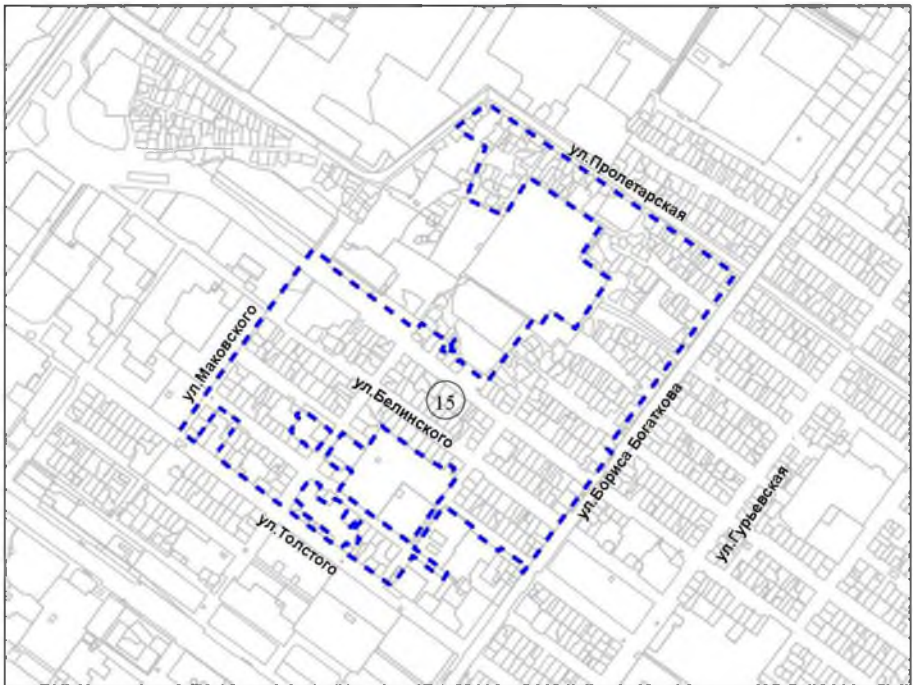 ул.Пролетарская
ул.Маковского
ул.Белинского
15
ул.Бориса Богаткова
ул.Гурьевская
ул.Толстого